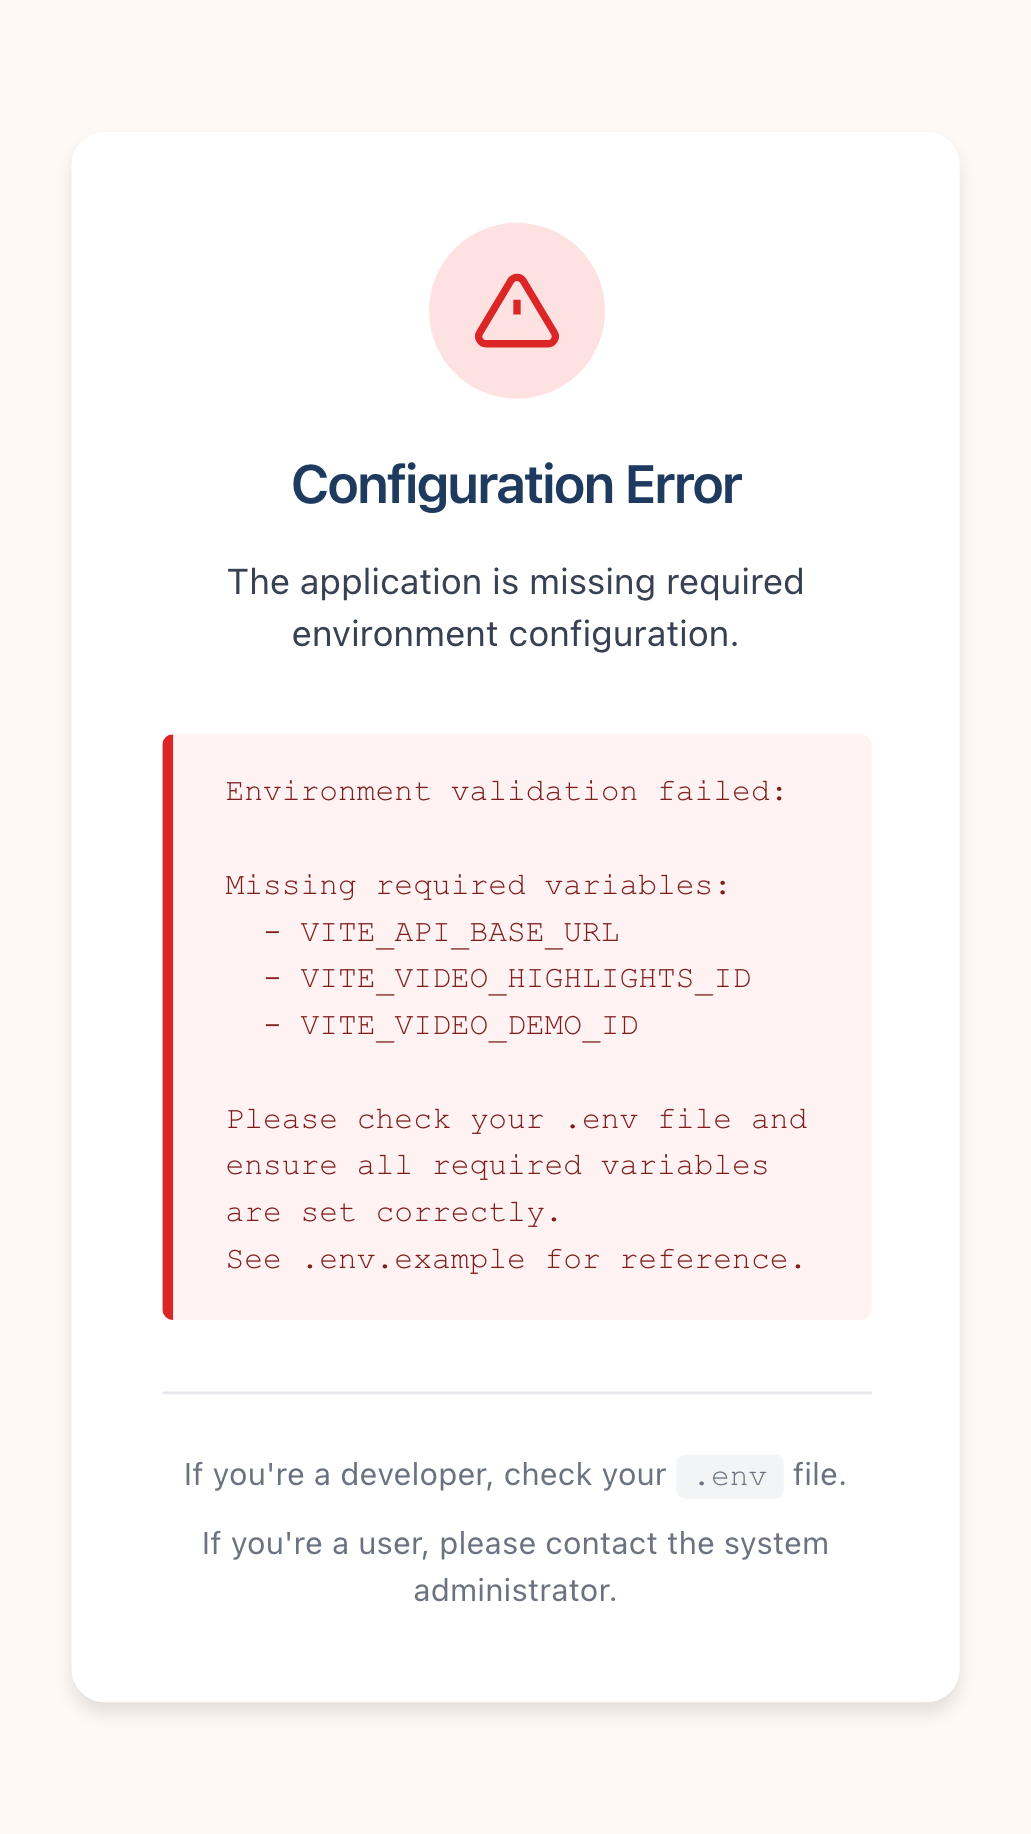 Configuration Error
The application is missing required
environment configuration.
Environment validation failed:
Missing required variables:
  - VITE_API_BASE_URL
  - VITE_VIDEO_HIGHLIGHTS_ID
  - VITE_VIDEO_DEMO_ID
Please check your .env file and
ensure all required variables
are set correctly.
See .env.example for reference.
If you're a developer, check your .env file.
If you're a user, please contact the system
administrator.